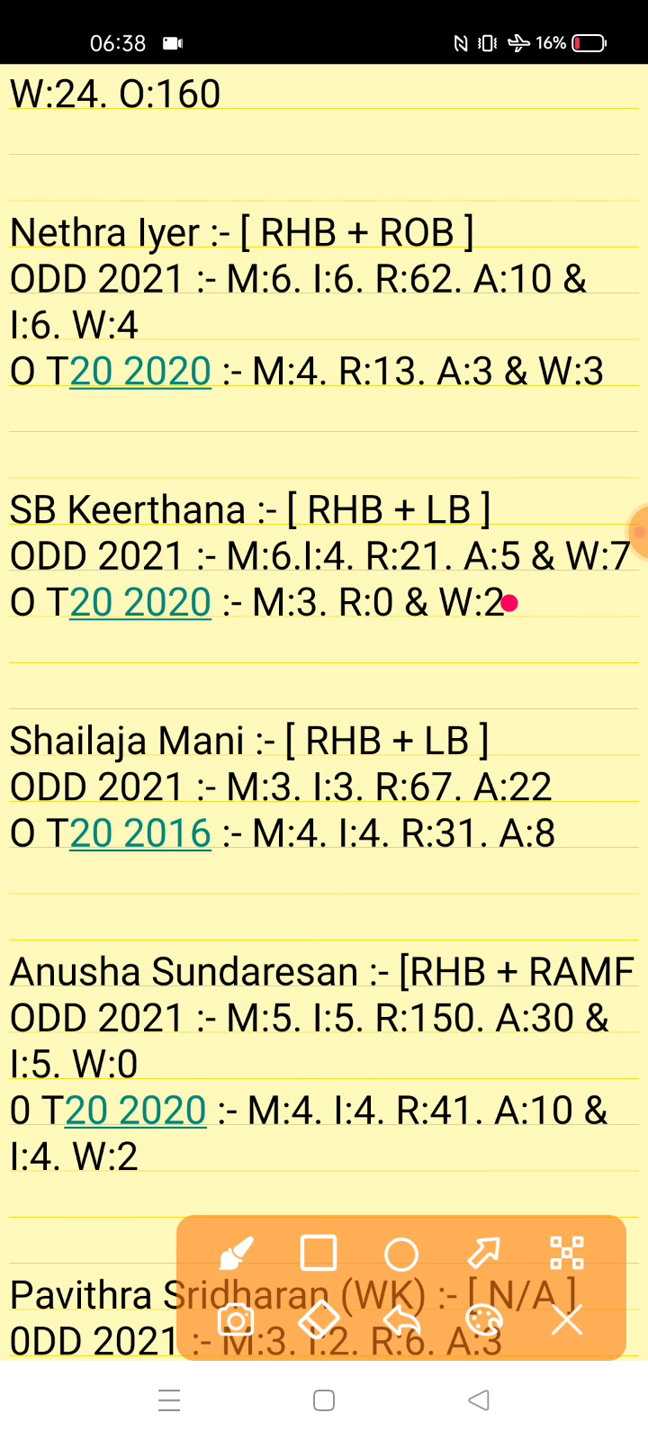 06:38
16%
W:24. O:160
Nethra Iyer :- [ RHB + ROB ]
ODD 2021 :- M:6. I:6. R:62. A:10 &
I:6. W:4
O T20 2020 :- M:4. R:13. A:3 & W:3
SB Keerthana :- [ RHB + LB ]
ODD 2021 :- M:6.I:4. R:21. A:5 & W:7
O T20 2020 :- M:3. R:0 & W:2
Shailaja Mani :- [ RHB + LB ]
ODD 2021 :- M:3. I:3. R:67. A:22
O T20 2016 :- M:4. I:4. R:31. A:8
Anusha Sundaresan :- [RHB + RAMF
ODD 2021 :- M:5. I:5. R:150. A:30 &
I:5. W:0
0 T20 2020 :- M:4. I:4. R:41. A:10 &
I:4. W:2
Pavithra Sridharan (WK) :- [ N/A ]
0DD 2021 :- M:3. I:2. R:6. A:3